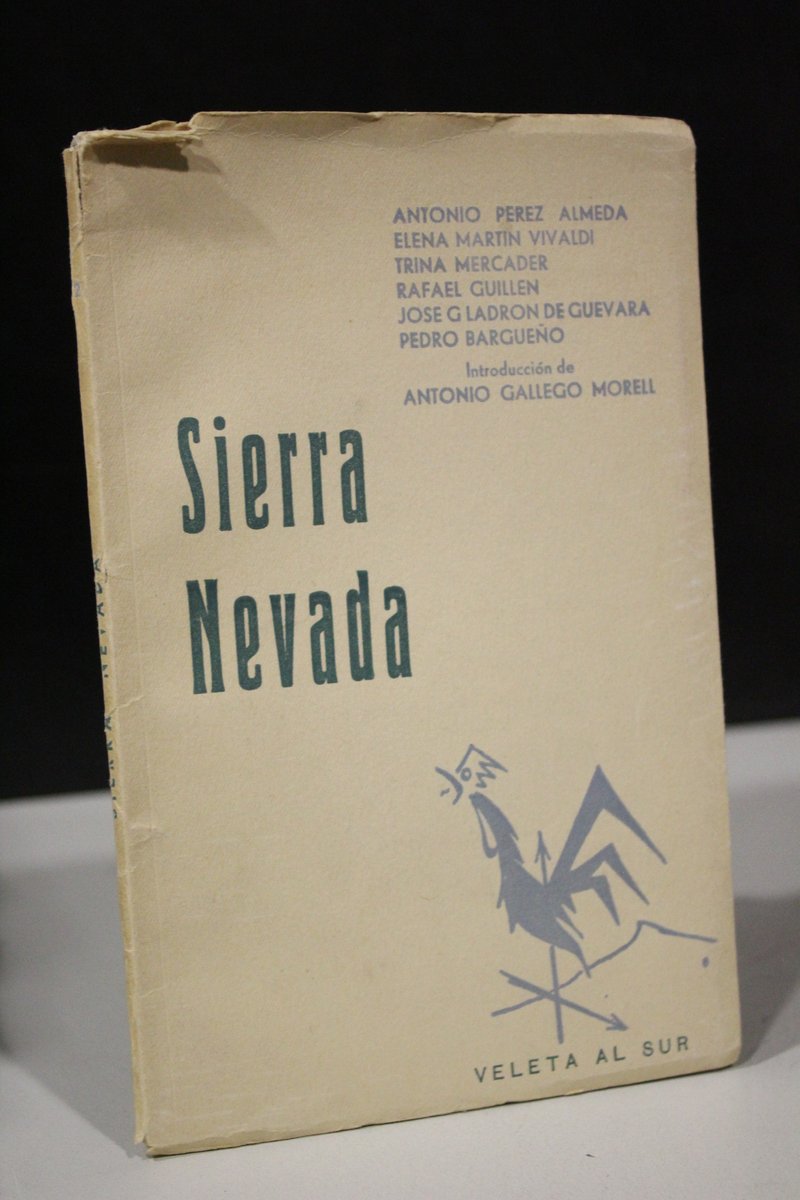 ANTONIO PEREZ ALMEDA
ELENA MARTIN VIVALDI
TRINA MERCADER
RAFAEL GUILLEN
JOSE G LADRON DE GUEVARA
PEDRO BARGUEÑO
Introducción de
ANTONIO GALLEGO MORELL
Sierra
Nevada
VELETA AL SUR
SIERRA NEVADA